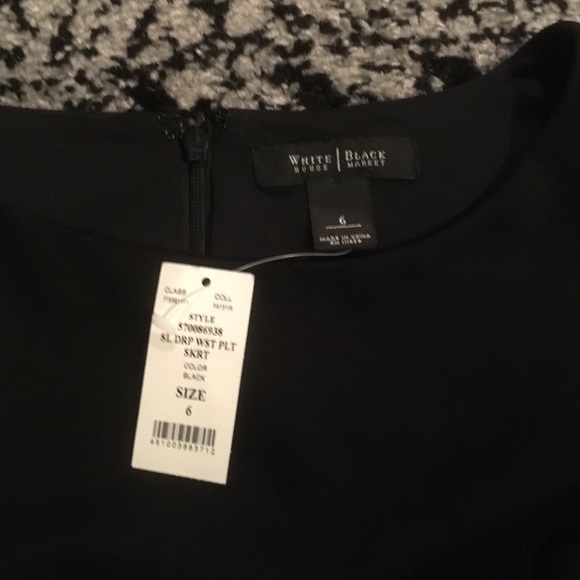 WHITE | BLACK
HOUSE | MARKET
6
MADE IN CHINA
CLASS COLL
STYLE
570086938
SL DRP WST PLT
SKRT
COLOR
BLACK
SIZE
6